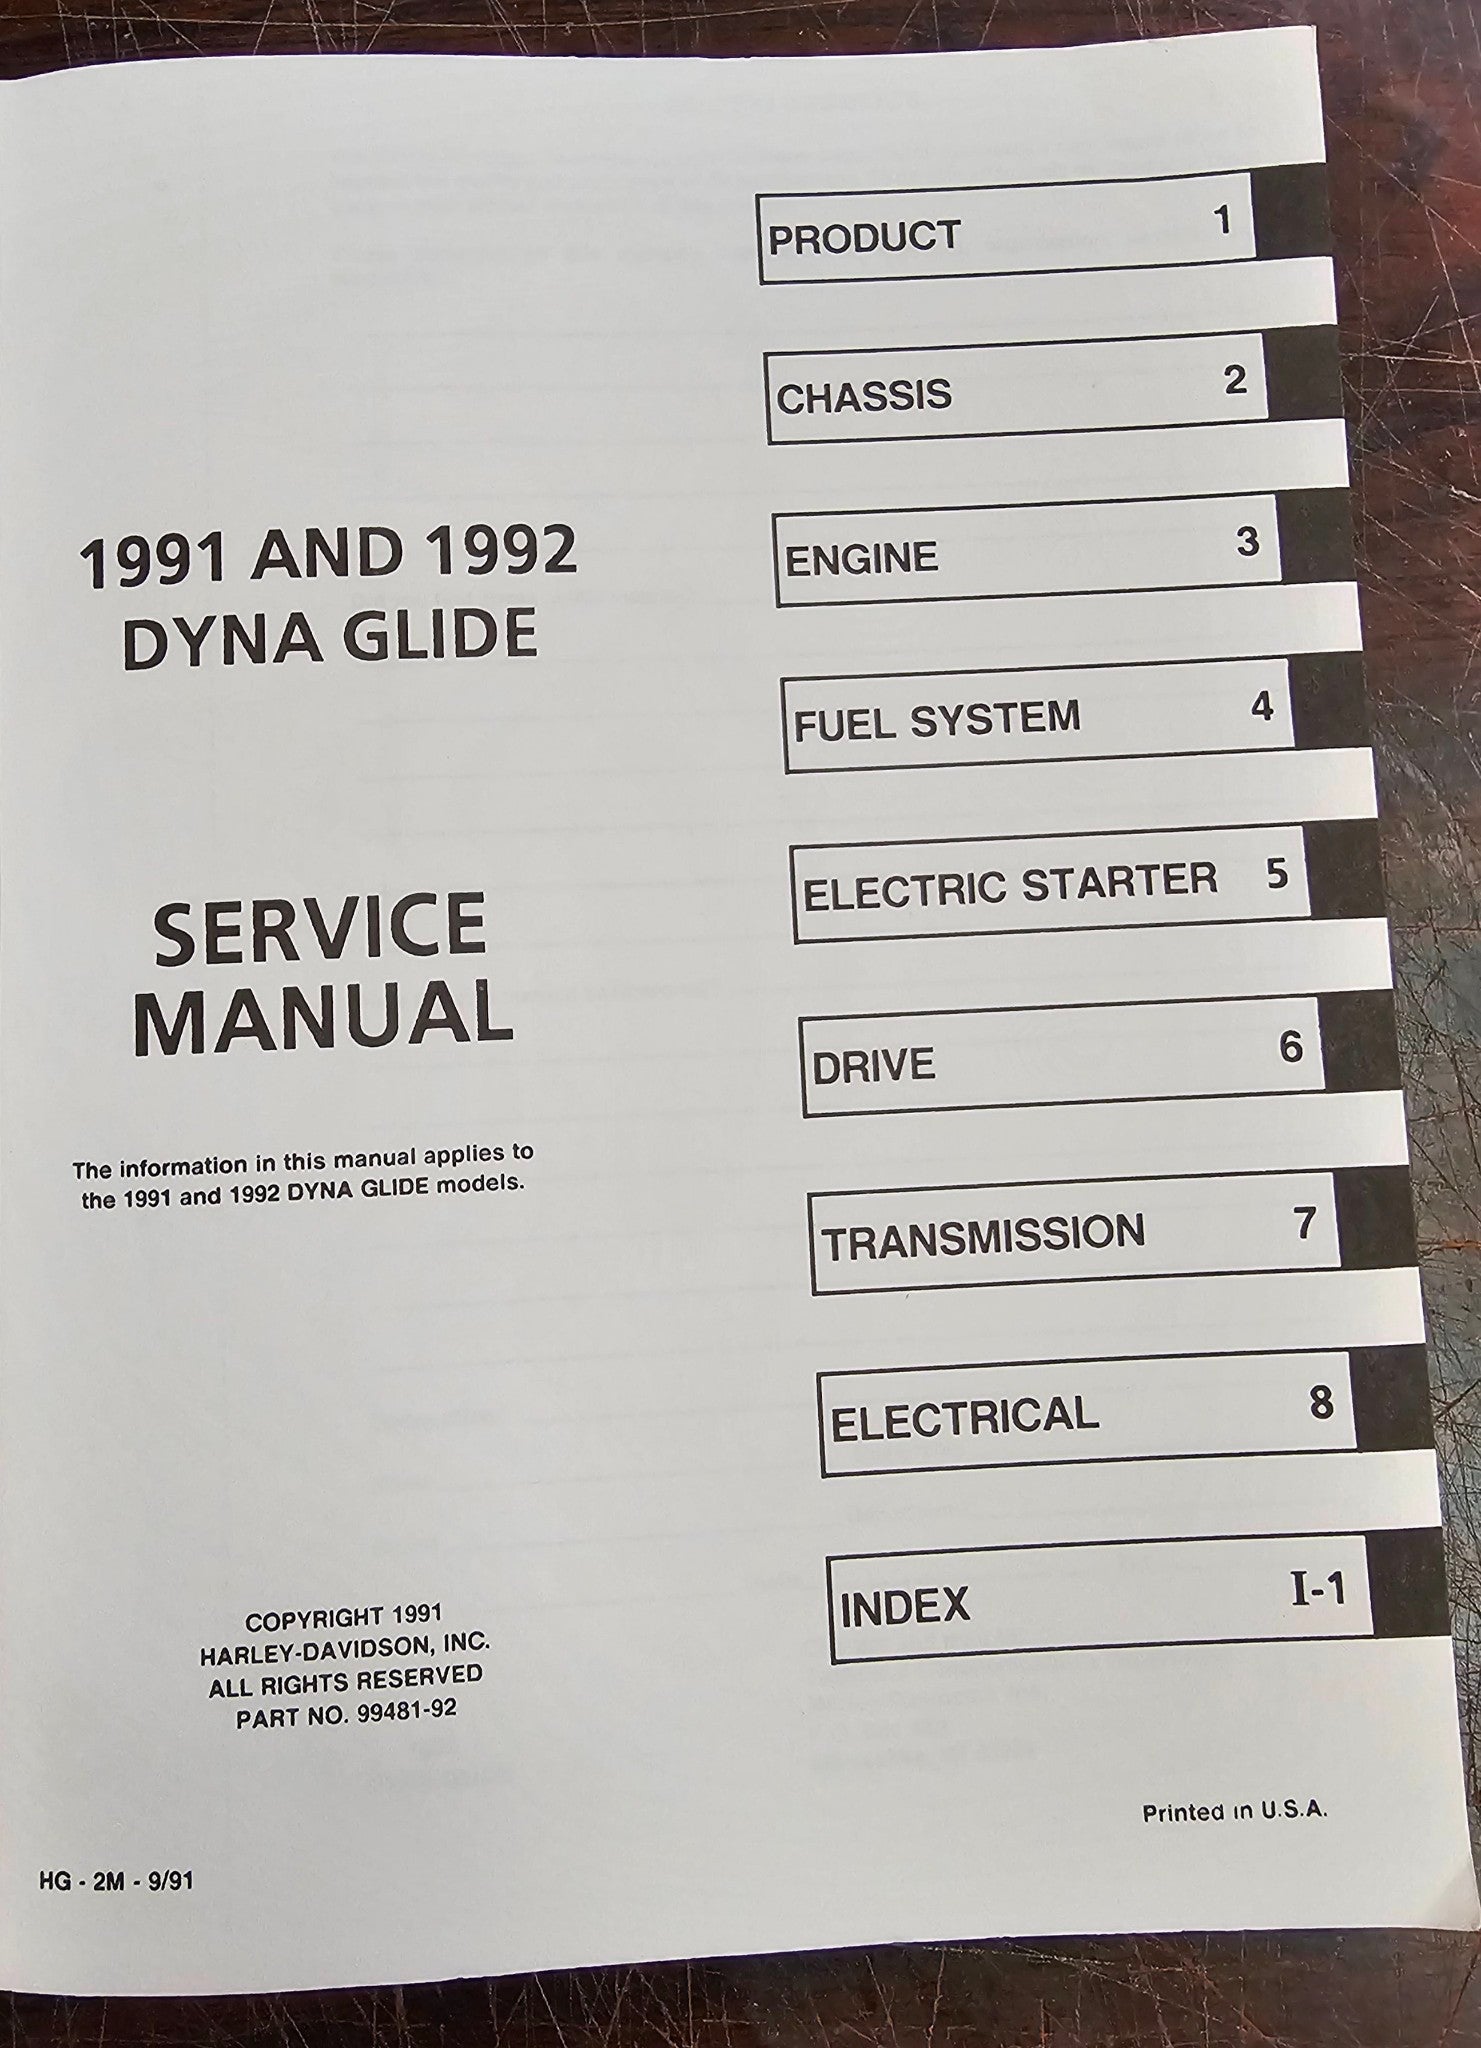 1991 AND 1992
DYNA GLIDE
SERVICE
MANUAL
The information in this manual applies to
the 1991 and 1992 DYNA GLIDE models.
COPYRIGHT 1991
HARLEY-DAVIDSON, INC.
ALL RIGHTS RESERVED
PART NO. 99481-92
HG - 2M - 9/91
PRODUCT 1
CHASSIS 2
ENGINE 3
FUEL SYSTEM 4
ELECTRIC STARTER 5
DRIVE 6
TRANSMISSION 7
ELECTRICAL 8
INDEX I-1
Printed in U.S.A.